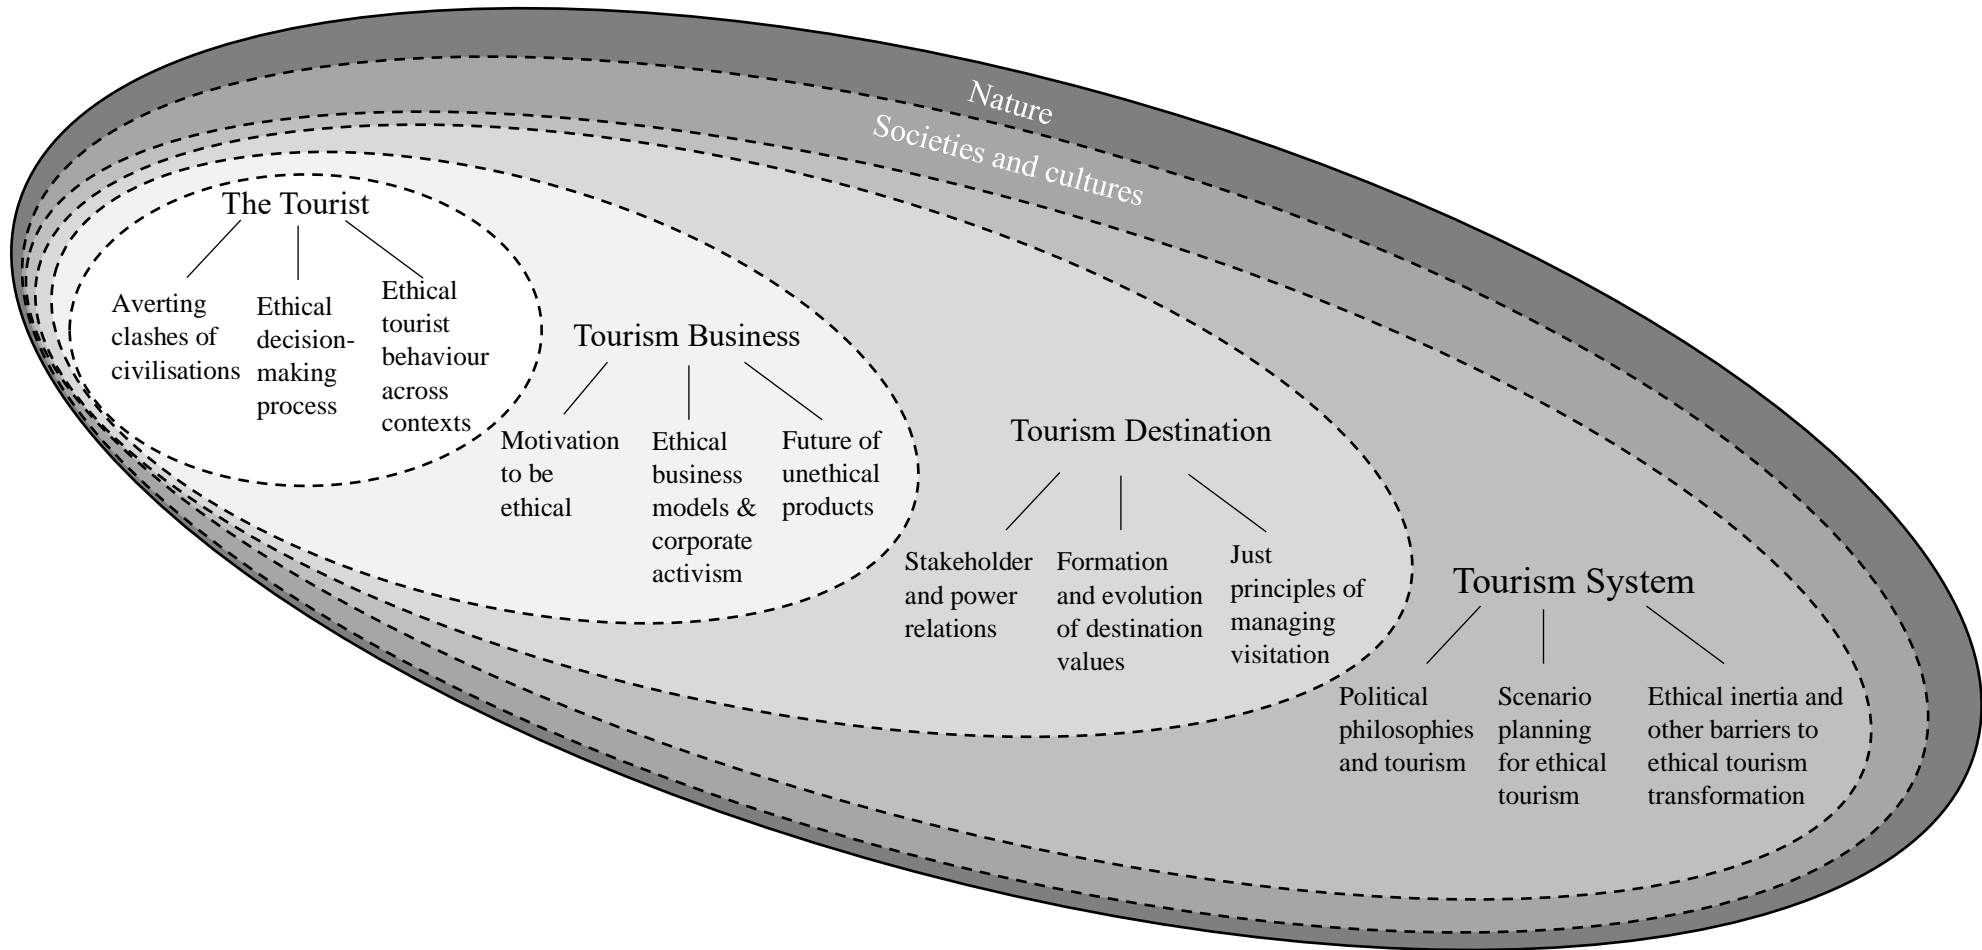 Nature
Societies and cultures
The Tourist
Averting
clashes of
civilisations
Ethical
decision-
making
process
Ethical
tourist
behaviour
across
contexts
Tourism Business
Motivation
to be
ethical
Ethical
business
models &
corporate
activism
Future of
unethical
products
Tourism Destination
Stakeholder
and power
relations
Formation
and evolution
of destination
values
Just
principles of
managing
visitation
Tourism System
Political
philosophies
and tourism
Scenario
planning
for ethical
tourism
Ethical inertia and
other barriers to
ethical tourism
transformation